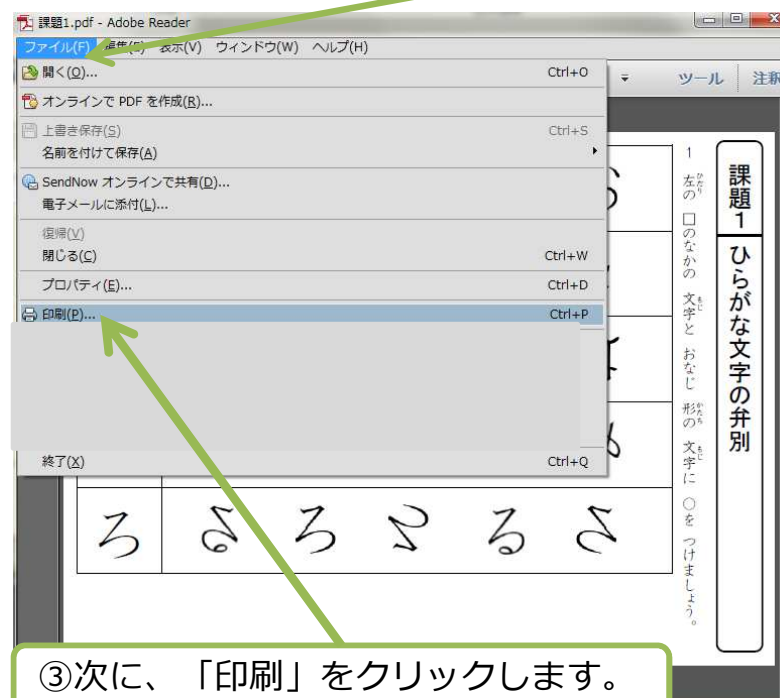 課題1.pdf - Adobe Reader
ファイル(F) 編集(E) 表示(V) ウィンドウ(W) ヘルプ(H)
開く(O)... Ctrl+O
オンラインで PDF を作成(R)...
上書き保存(S) Ctrl+S
名前を付けて保存(A)
SendNow オンラインで共有(D)...
電子メールに添付(L)...
復帰(V)
閉じる(C) Ctrl+W
プロパティ(E)... Ctrl+D
印刷(P)... Ctrl+P
終了(X) Ctrl+Q
ツール 注釈
課題1 ひらがな文字の弁別
1 左の □のなかの 文字と おなじ 形の 文字に ○を つけましょう。
ろ ろ る
③次に、「印刷」をクリックします。